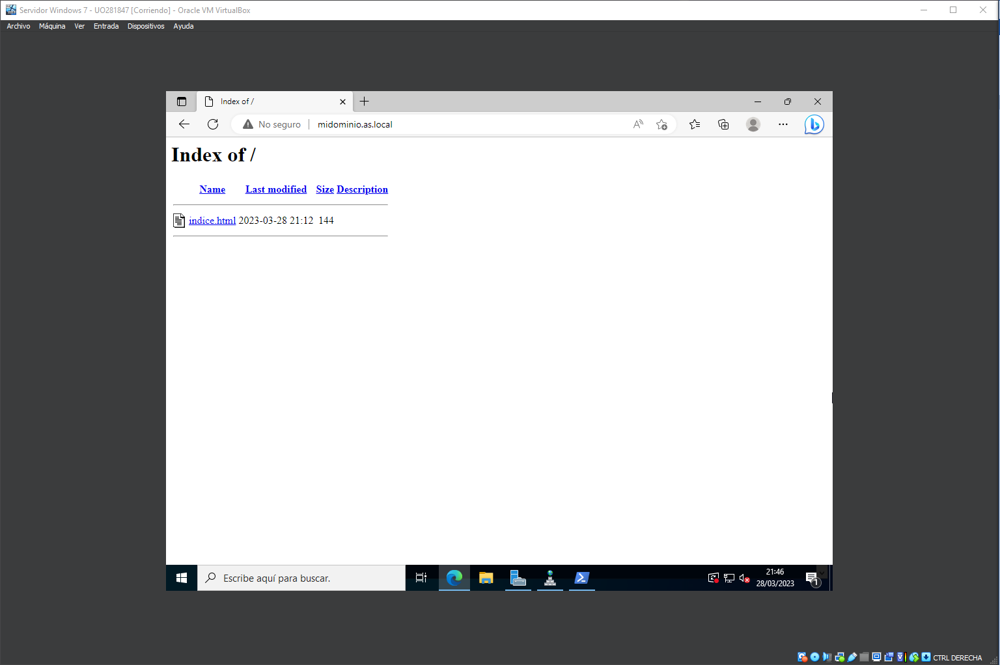 Servidor Windows 7 - UO281847 [Corriendo] - Oracle VM VirtualBox
Archivo Máquina Ver Entrada Dispositivos Ayuda
Index of /
No seguro midominio.as.local
Index of /
Name Last modified Size Description
indice.html 2023-03-28 21:12 144
Escribe aquí para buscar.
21:46
28/03/2023
1
CTRL DERECHA